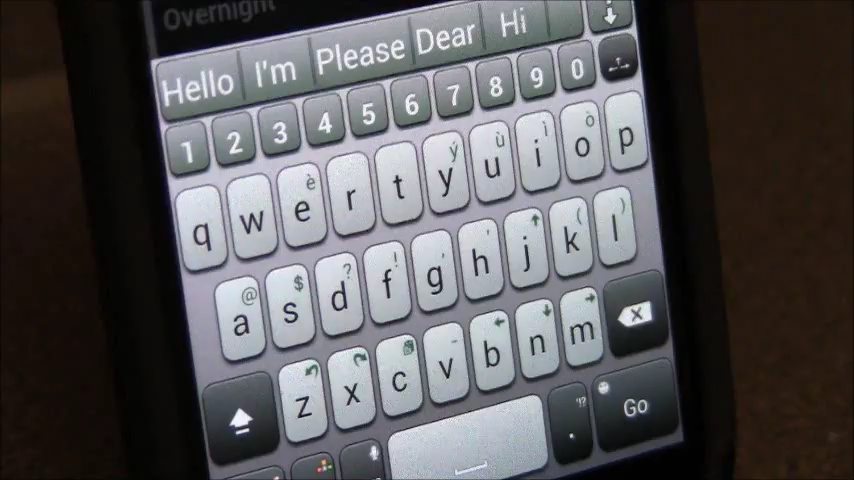 Overnight
Hello I'm Please Dear Hi
1 2 3 4 5 6 7 8 9 0
è ý ù ì ò
q w e r t y u i o p
@ $ ? ! ' ' ( )
a s d f g h j k l
-
z x c v b n m
'!?
. Go